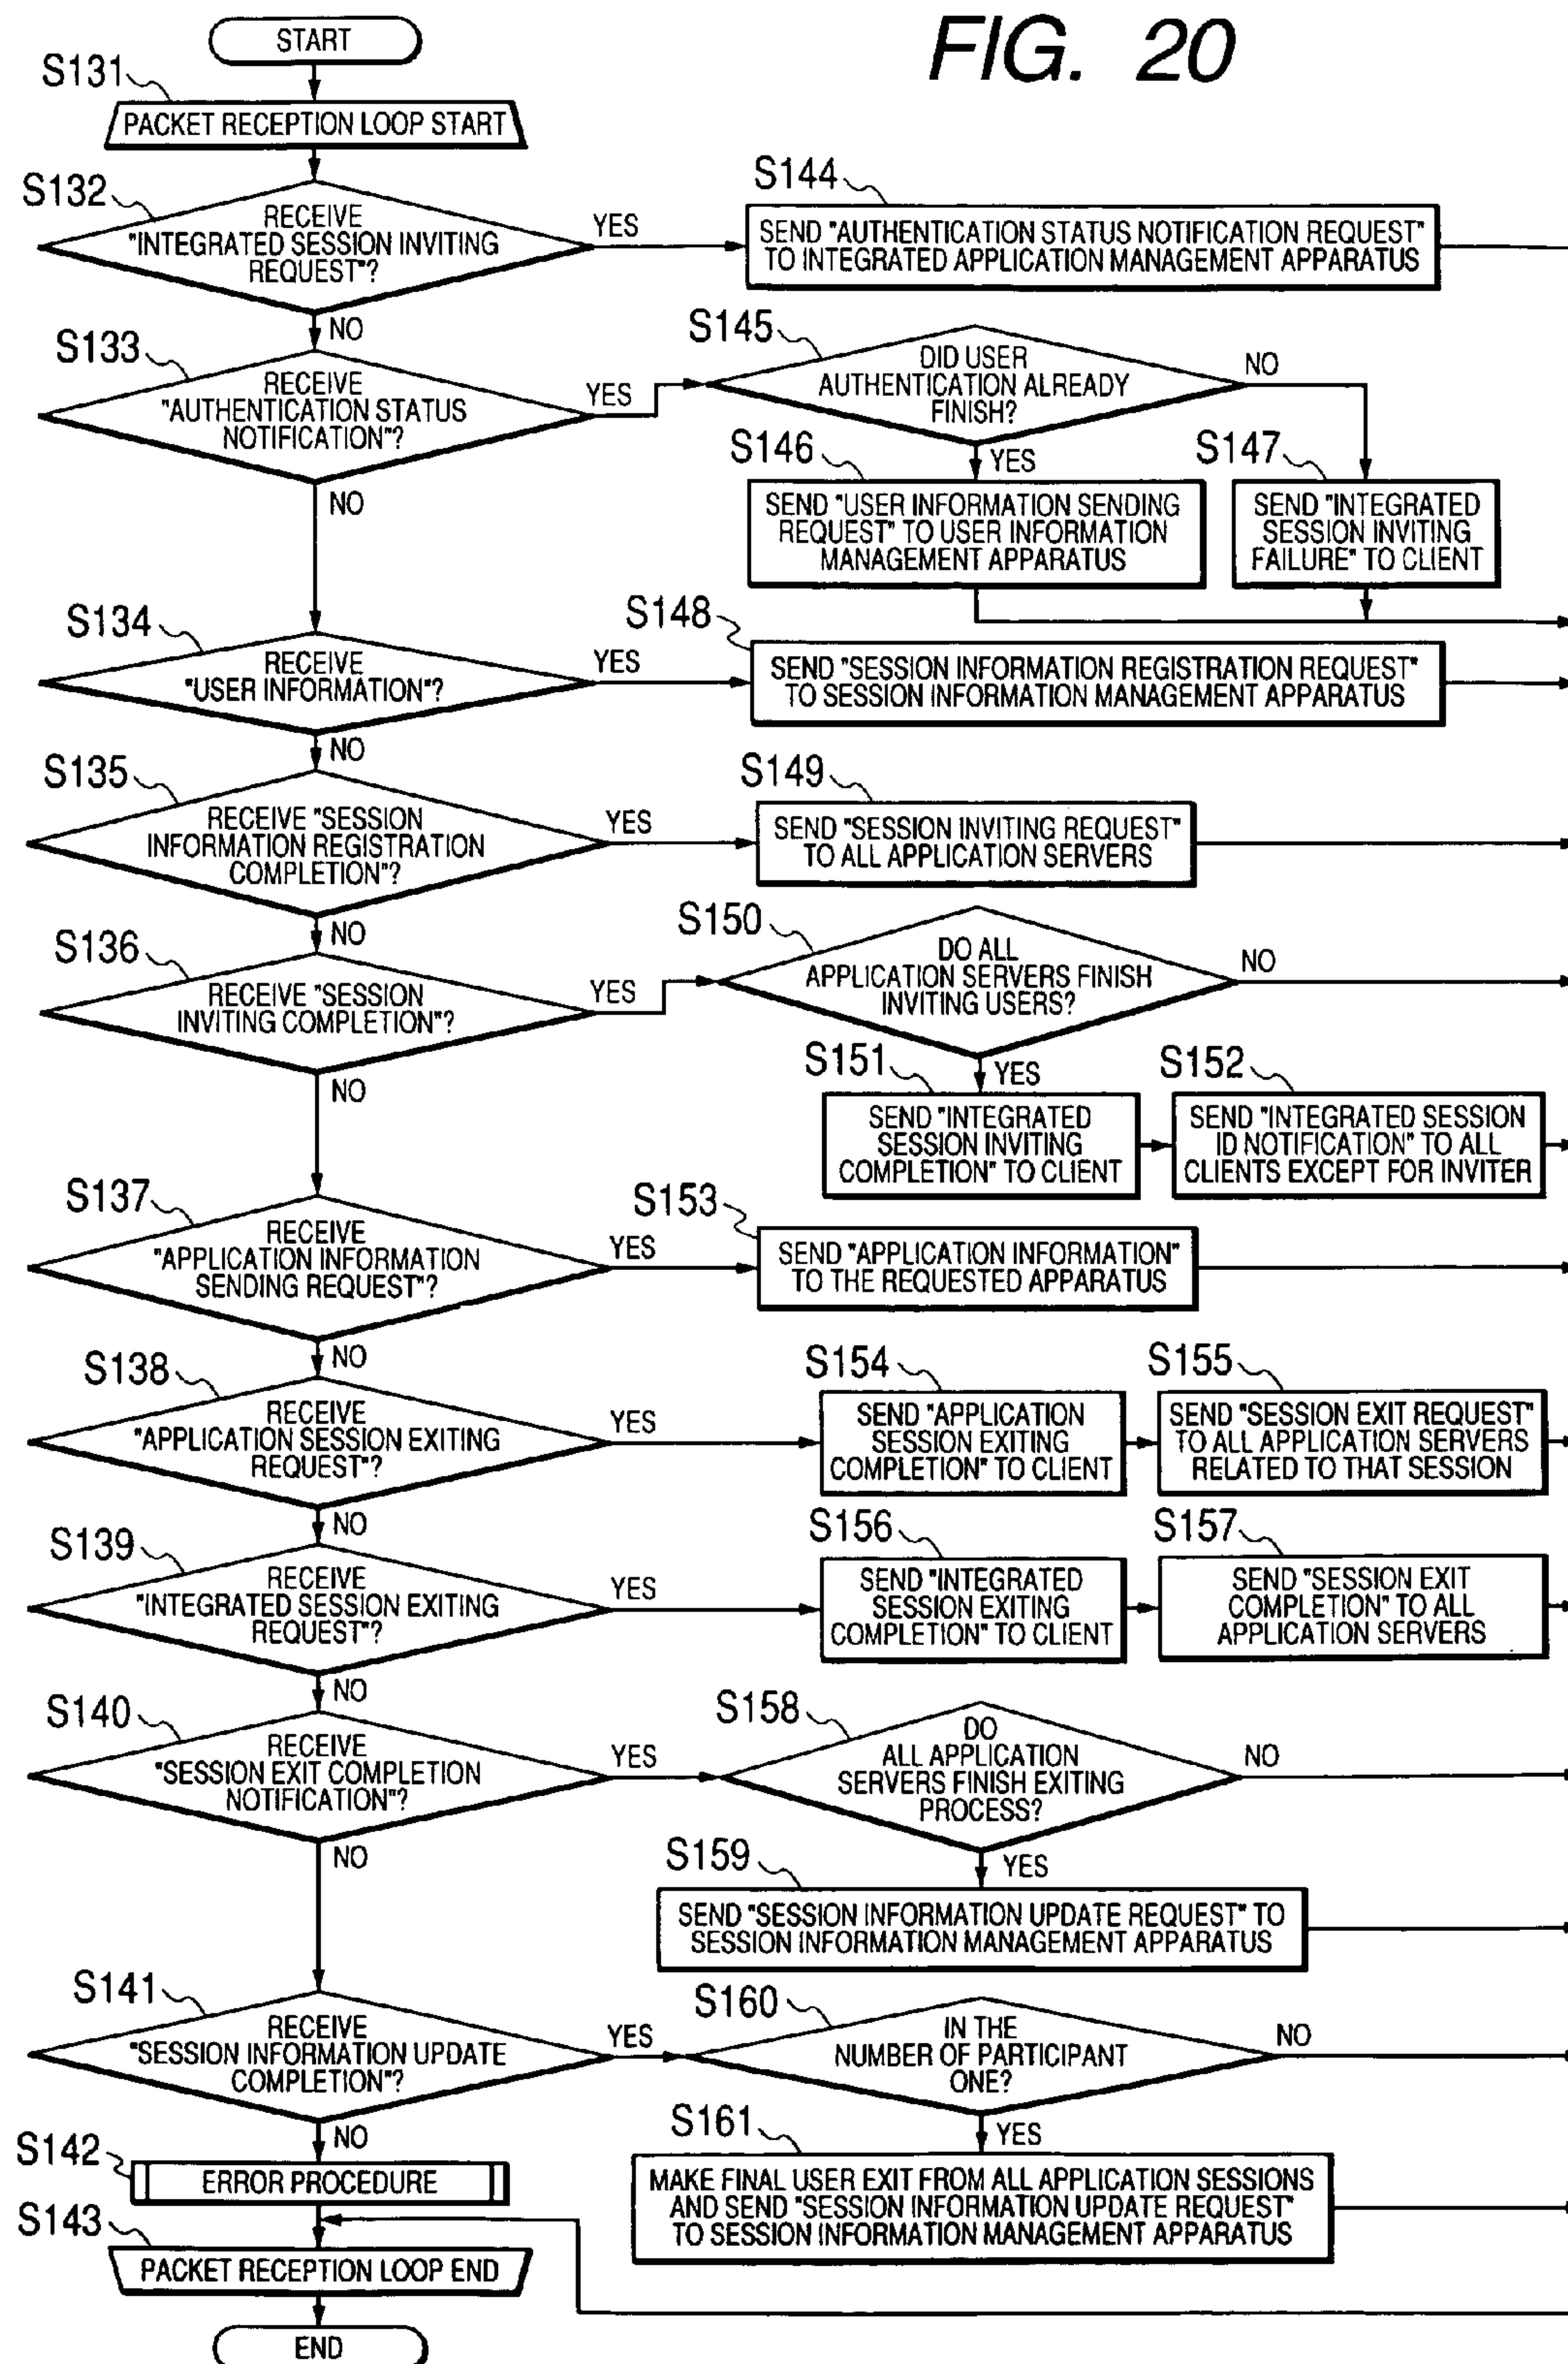 FIG. 20
START
S131
PACKET RECEPTION LOOP START
S132
RECEIVE
"INTEGRATED SESSION INVITING
REQUEST"?
YES
NO
S144
SEND "AUTHENTICATION STATUS NOTIFICATION REQUEST"
TO INTEGRATED APPLICATION MANAGEMENT APPARATUS
S133
RECEIVE
"AUTHENTICATION STATUS
NOTIFICATION"?
YES
NO
S145
DID USER
AUTHENTICATION ALREADY
FINISH?
NO
YES
S146
SEND "USER INFORMATION SENDING
REQUEST" TO USER INFORMATION
MANAGEMENT APPARATUS
S147
SEND "INTEGRATED
SESSION INVITING
FAILURE" TO CLIENT
S134
RECEIVE
"USER INFORMATION"?
YES
NO
S148
SEND "SESSION INFORMATION REGISTRATION REQUEST"
TO SESSION INFORMATION MANAGEMENT APPARATUS
S135
RECEIVE "SESSION
INFORMATION REGISTRATION
COMPLETION"?
YES
NO
S149
SEND "SESSION INVITING REQUEST"
TO ALL APPLICATION SERVERS
S136
RECEIVE "SESSION
INVITING COMPLETION"?
YES
NO
S150
DO ALL
APPLICATION SERVERS FINISH
INVITING USERS?
NO
YES
S151
SEND "INTEGRATED
SESSION INVITING
COMPLETION" TO CLIENT
S152
SEND "INTEGRATED SESSION
ID NOTIFICATION" TO ALL
CLIENTS EXCEPT FOR INVITER
S137
RECEIVE
"APPLICATION INFORMATION
SENDING REQUEST"?
YES
NO
S153
SEND "APPLICATION INFORMATION"
TO THE REQUESTED APPARATUS
S138
RECEIVE
"APPLICATION SESSION EXITING
REQUEST"?
YES
NO
S154
SEND "APPLICATION
SESSION EXITING
COMPLETION" TO CLIENT
S155
SEND "SESSION EXIT REQUEST"
TO ALL APPLICATION SERVERS
RELATED TO THAT SESSION
S139
RECEIVE
"INTEGRATED SESSION EXITING
REQUEST"?
YES
NO
S156
SEND "INTEGRATED
SESSION EXITING
COMPLETION" TO CLIENT
S157
SEND "SESSION EXIT
COMPLETION" TO ALL
APPLICATION SERVERS
S140
RECEIVE
"SESSION EXIT COMPLETION
NOTIFICATION"?
YES
NO
S158
DO
ALL APPLICATION
SERVERS FINISH EXITING
PROCESS?
NO
YES
S159
SEND "SESSION INFORMATION UPDATE REQUEST" TO
SESSION INFORMATION MANAGEMENT APPARATUS
S141
RECEIVE
"SESSION INFORMATION UPDATE
COMPLETION"?
YES
NO
S160
IN THE
NUMBER OF PARTICIPANT
ONE?
NO
YES
S161
MAKE FINAL USER EXIT FROM ALL APPLICATION SESSIONS
AND SEND "SESSION INFORMATION UPDATE REQUEST"
TO SESSION INFORMATION MANAGEMENT APPARATUS
S142
ERROR PROCEDURE
S143
PACKET RECEPTION LOOP END
END